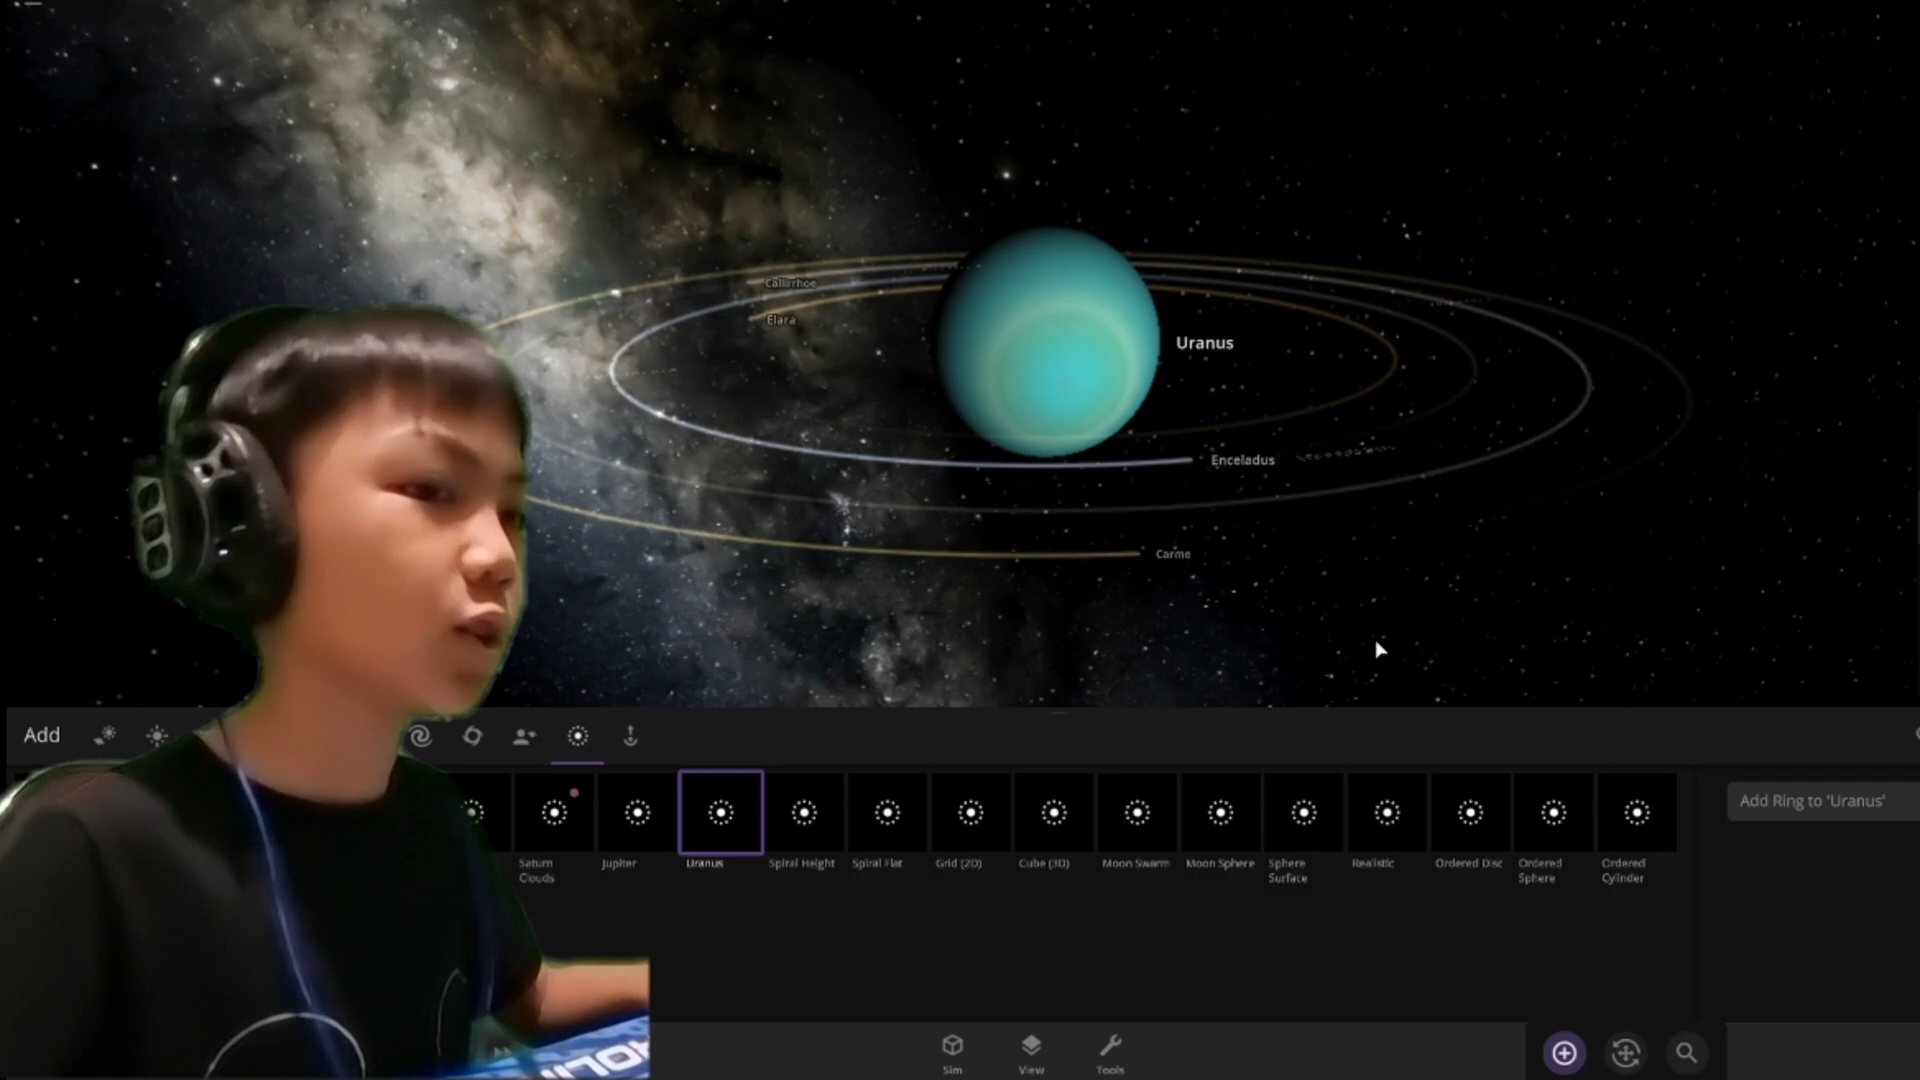 Callirrhoe
Elara
Uranus
Enceladus
Carme
Add
Saturn
Clouds
Jupiter
Uranus
Spiral Height
Spiral Flat
Grid (2D)
Cube (3D)
Moon Swarm
Moon Sphere
Sphere
Surface
Realistic
Ordered Disc
Ordered
Sphere
Ordered
Cylinder
Add Ring to 'Uranus'
Sim
View
Tools